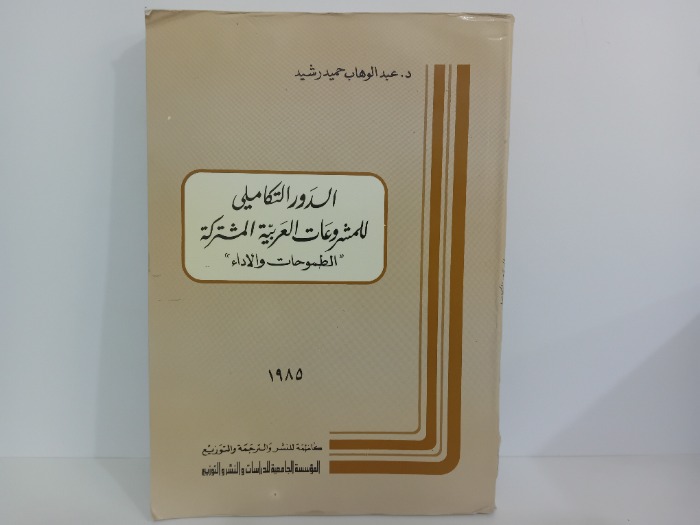 د. عبد الوهاب حميد رشيد
الدور التكاملي
للمشروعات العربية المشتركة
"الطموحات والاداء"
١٩٨٥
كاظمة للنشر والترجمة والتوزيع
المؤسسة الجامعية للدراسات والنشر والتوزيع